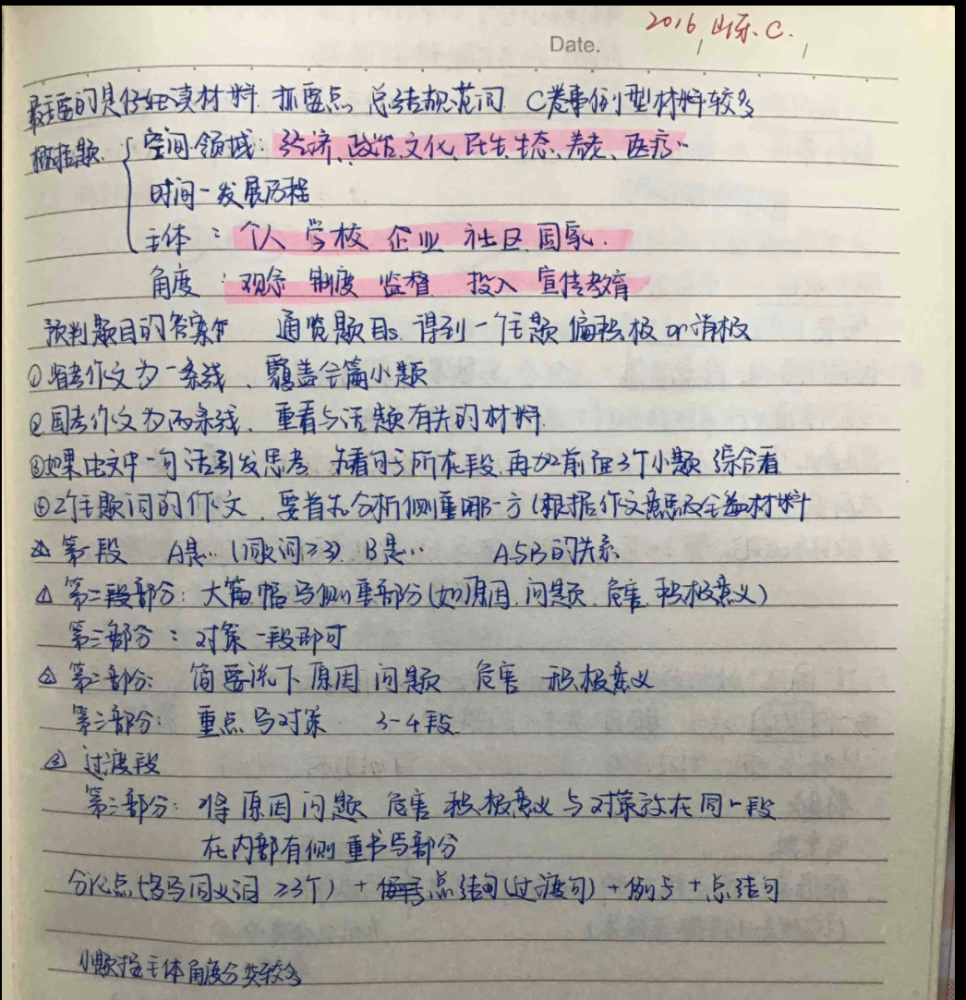 2016, 山东. C.
Date.
最主要的是仔细读材料. 抓要点 总结规范词 C卷事例型材料较多
概括题. 空间·领域: 经济、政治、文化、民生、生态、养老、医疗…
时间-发展历程
主体 : 个人 学校 企业 社区 国家.
角度 : 观念 制度 监督 投入 宣传教育
预判题目的答案 通览题目. 得到一个主题 偏积极 or 消极
①省考作文为一条线、覆盖全篇小题
②国考作文为两条线、重看与话题有关的材料
③如果由文中一句话引发思考 先看句子所在段, 再加前面3个小题 综合看
④2个主题词的作文、要首先分析侧重哪一方(根据作文意思及全篇材料
第一段 A是…(同义词≥3) B是… A与B的关系
① 第二段部分: 大篇幅写侧重部分(如原因、问题、危害、积极意义)
第三部分 : 对策 一段即可
② 第二部分: 简要说下原因 问题 危害 积极意义
第三部分: 重点写对策 3-4段
③ 过渡段
第三部分: 将原因 问题 危害 积极意义与对策放在同一段
在内部有侧重书写部分
分论点(书写同义词 ≥3个) + 总结句(过渡句) + 例子 + 总结句
小题按主体角度分类较多